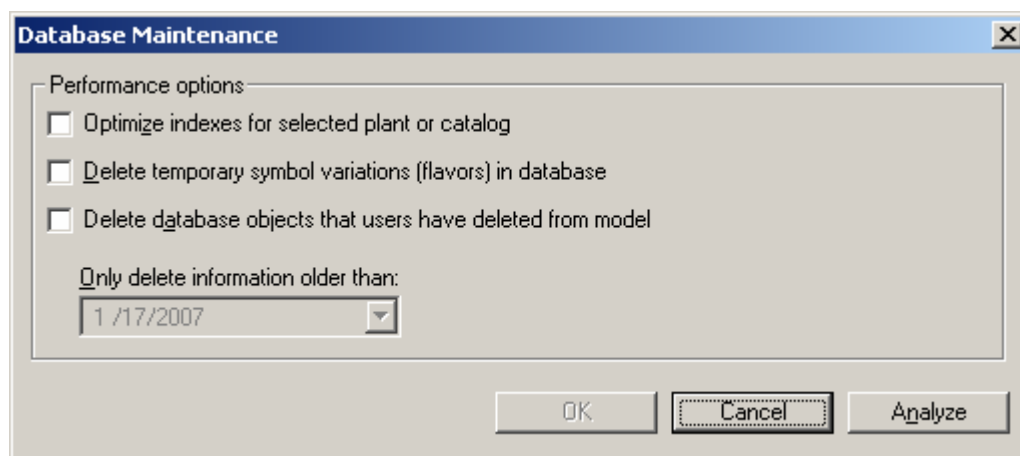 Database Maintenance
Performance options
Optimize indexes for selected plant or catalog
Delete temporary symbol variations (flavors) in database
Delete database objects that users have deleted from model
Only delete information older than:
1 /17/2007
OK Cancel Analyze